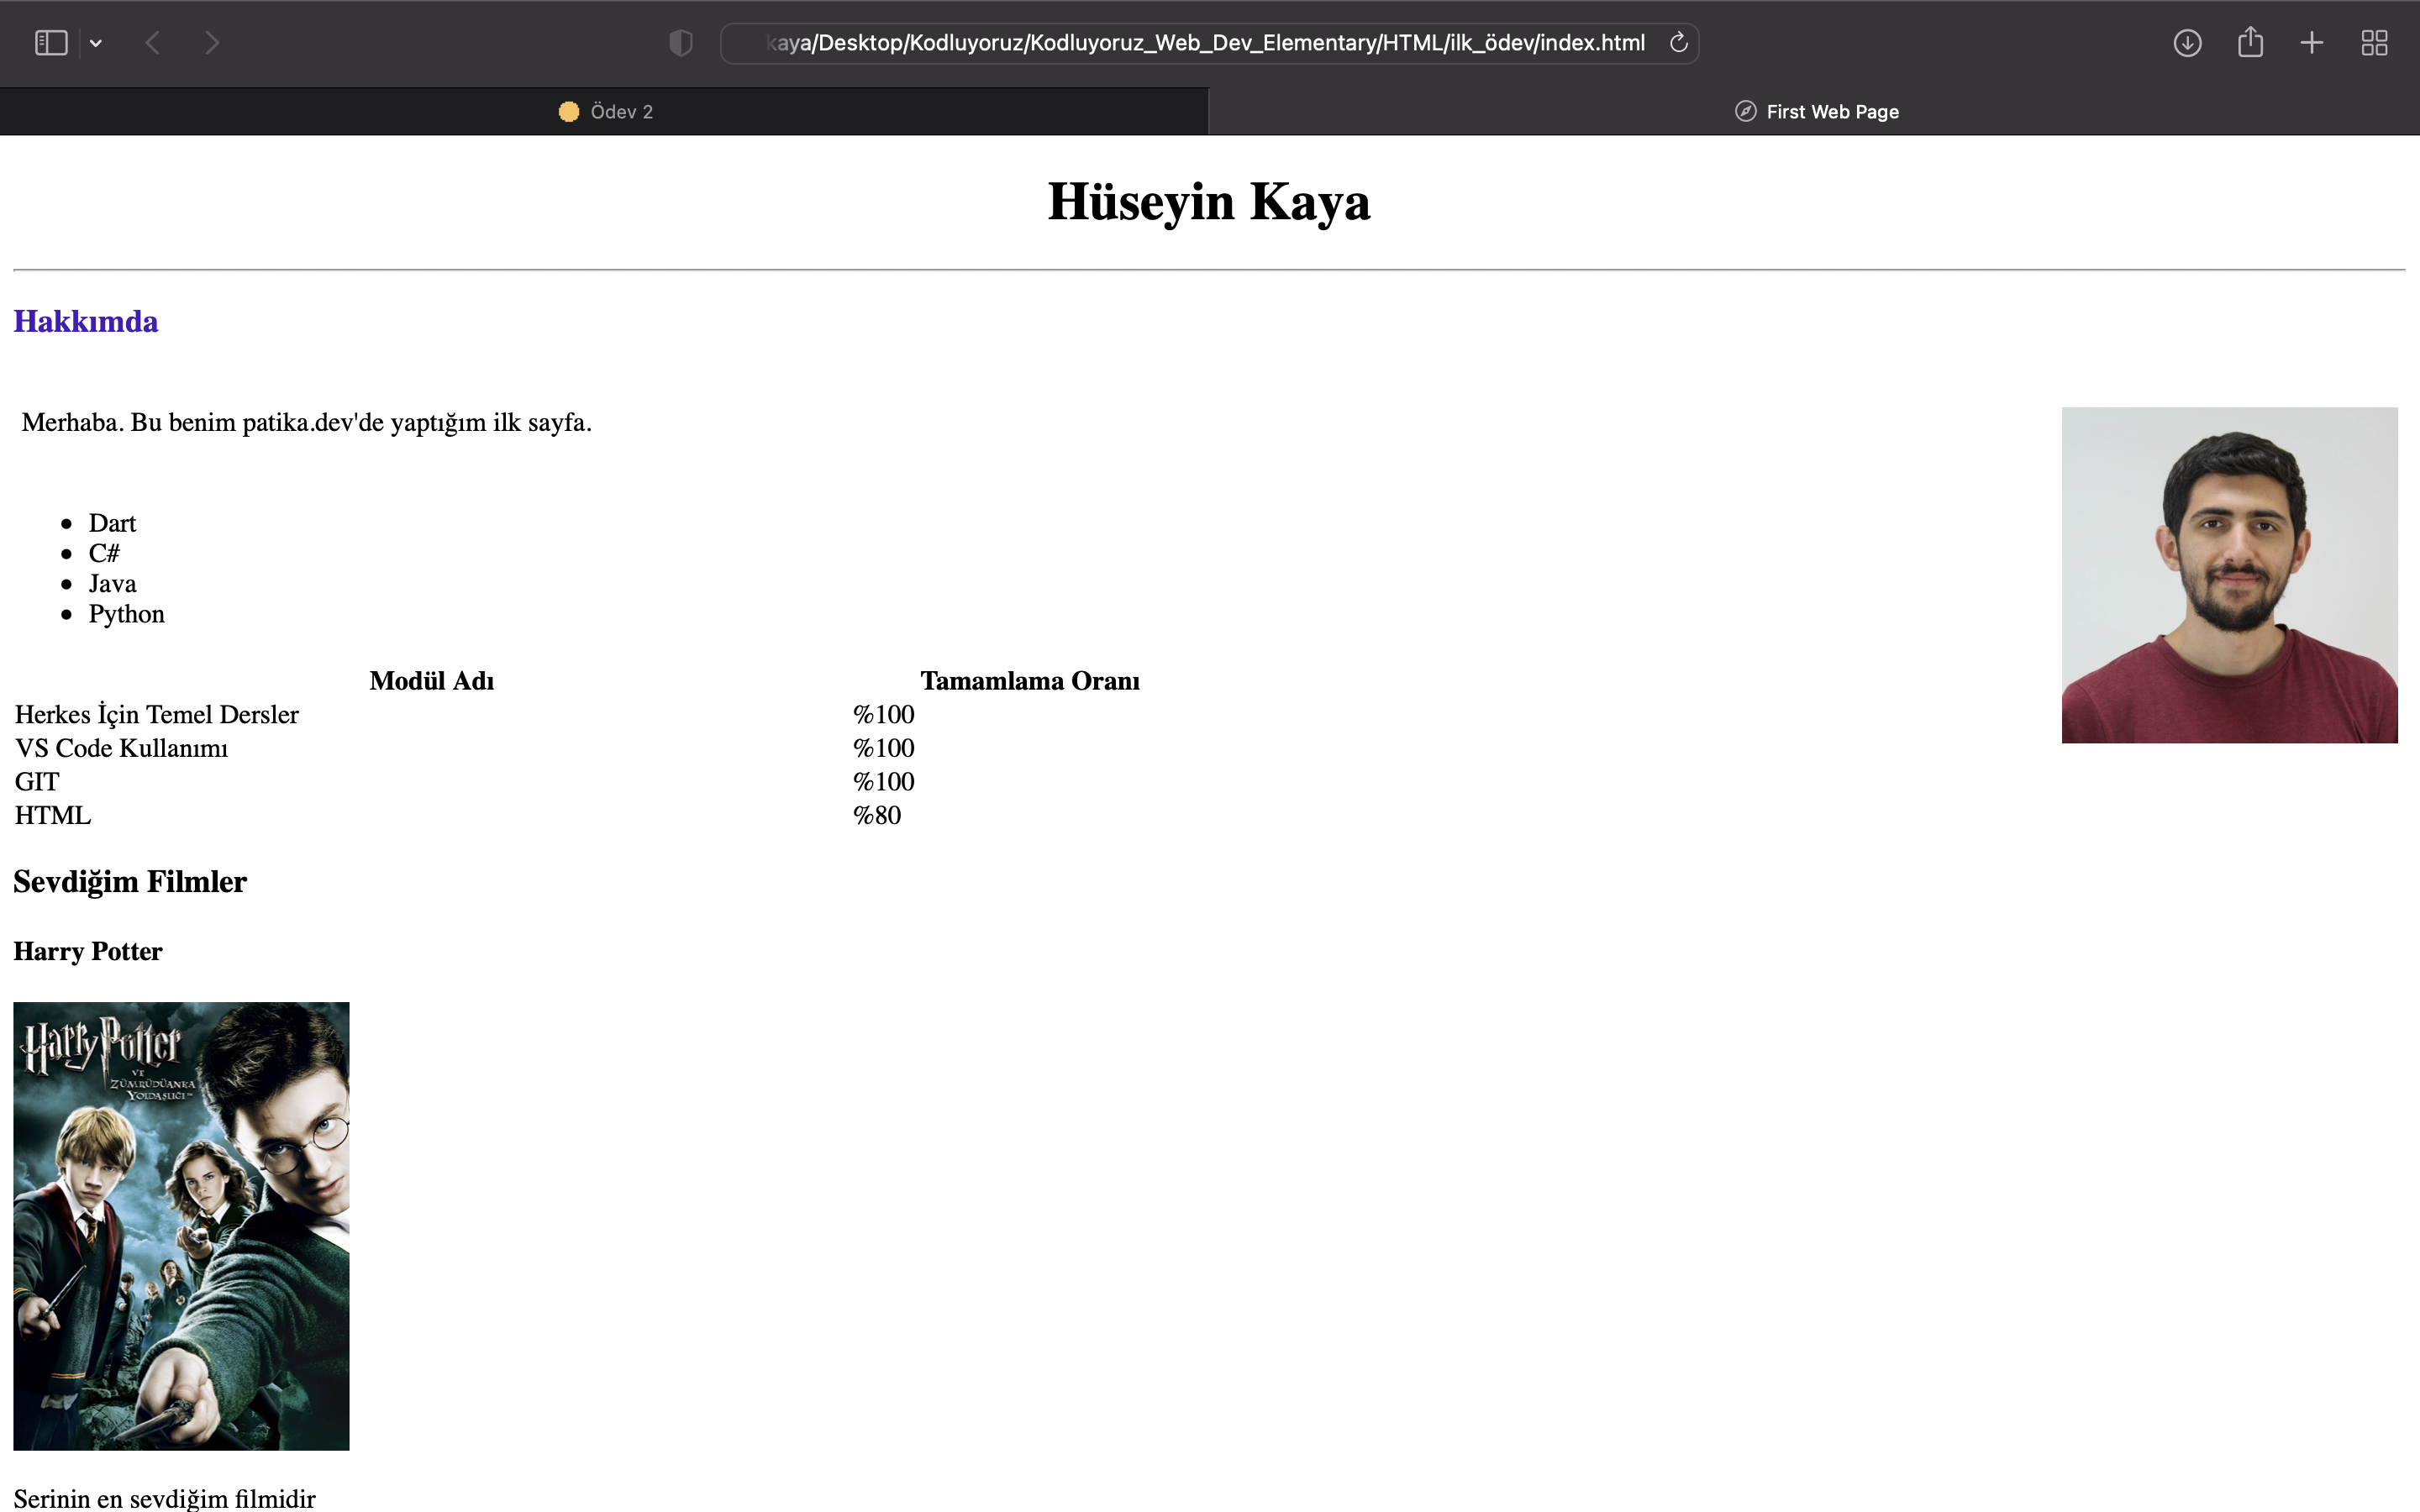 kaya/Desktop/Kodluyoruz/Kodluyoruz_Web_Dev_Elementary/HTML/ilk_ödev/index.html
Ödev 2
First Web Page
Hüseyin Kaya
Hakkımda
Merhaba. Bu benim patika.dev'de yaptığım ilk sayfa.
Dart
C#
Java
Python
Modül Adı Tamamlama Oranı
Herkes İçin Temel Dersler %100
VS Code Kullanımı %100
GIT %100
HTML %80
Sevdiğim Filmler
Harry Potter
Harry Potter
VE
ZÜMRÜDÜANKA
YOLDAŞLIĞI™
Serinin en sevdiğim filmidir